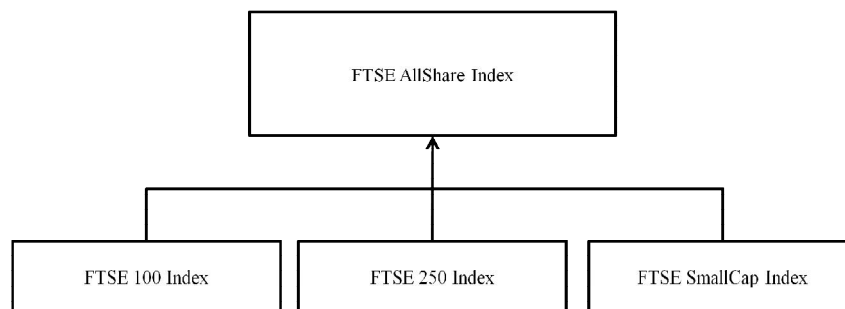 FTSE AllShare Index
FTSE 100 Index
FTSE 250 Index
FTSE SmallCap Index